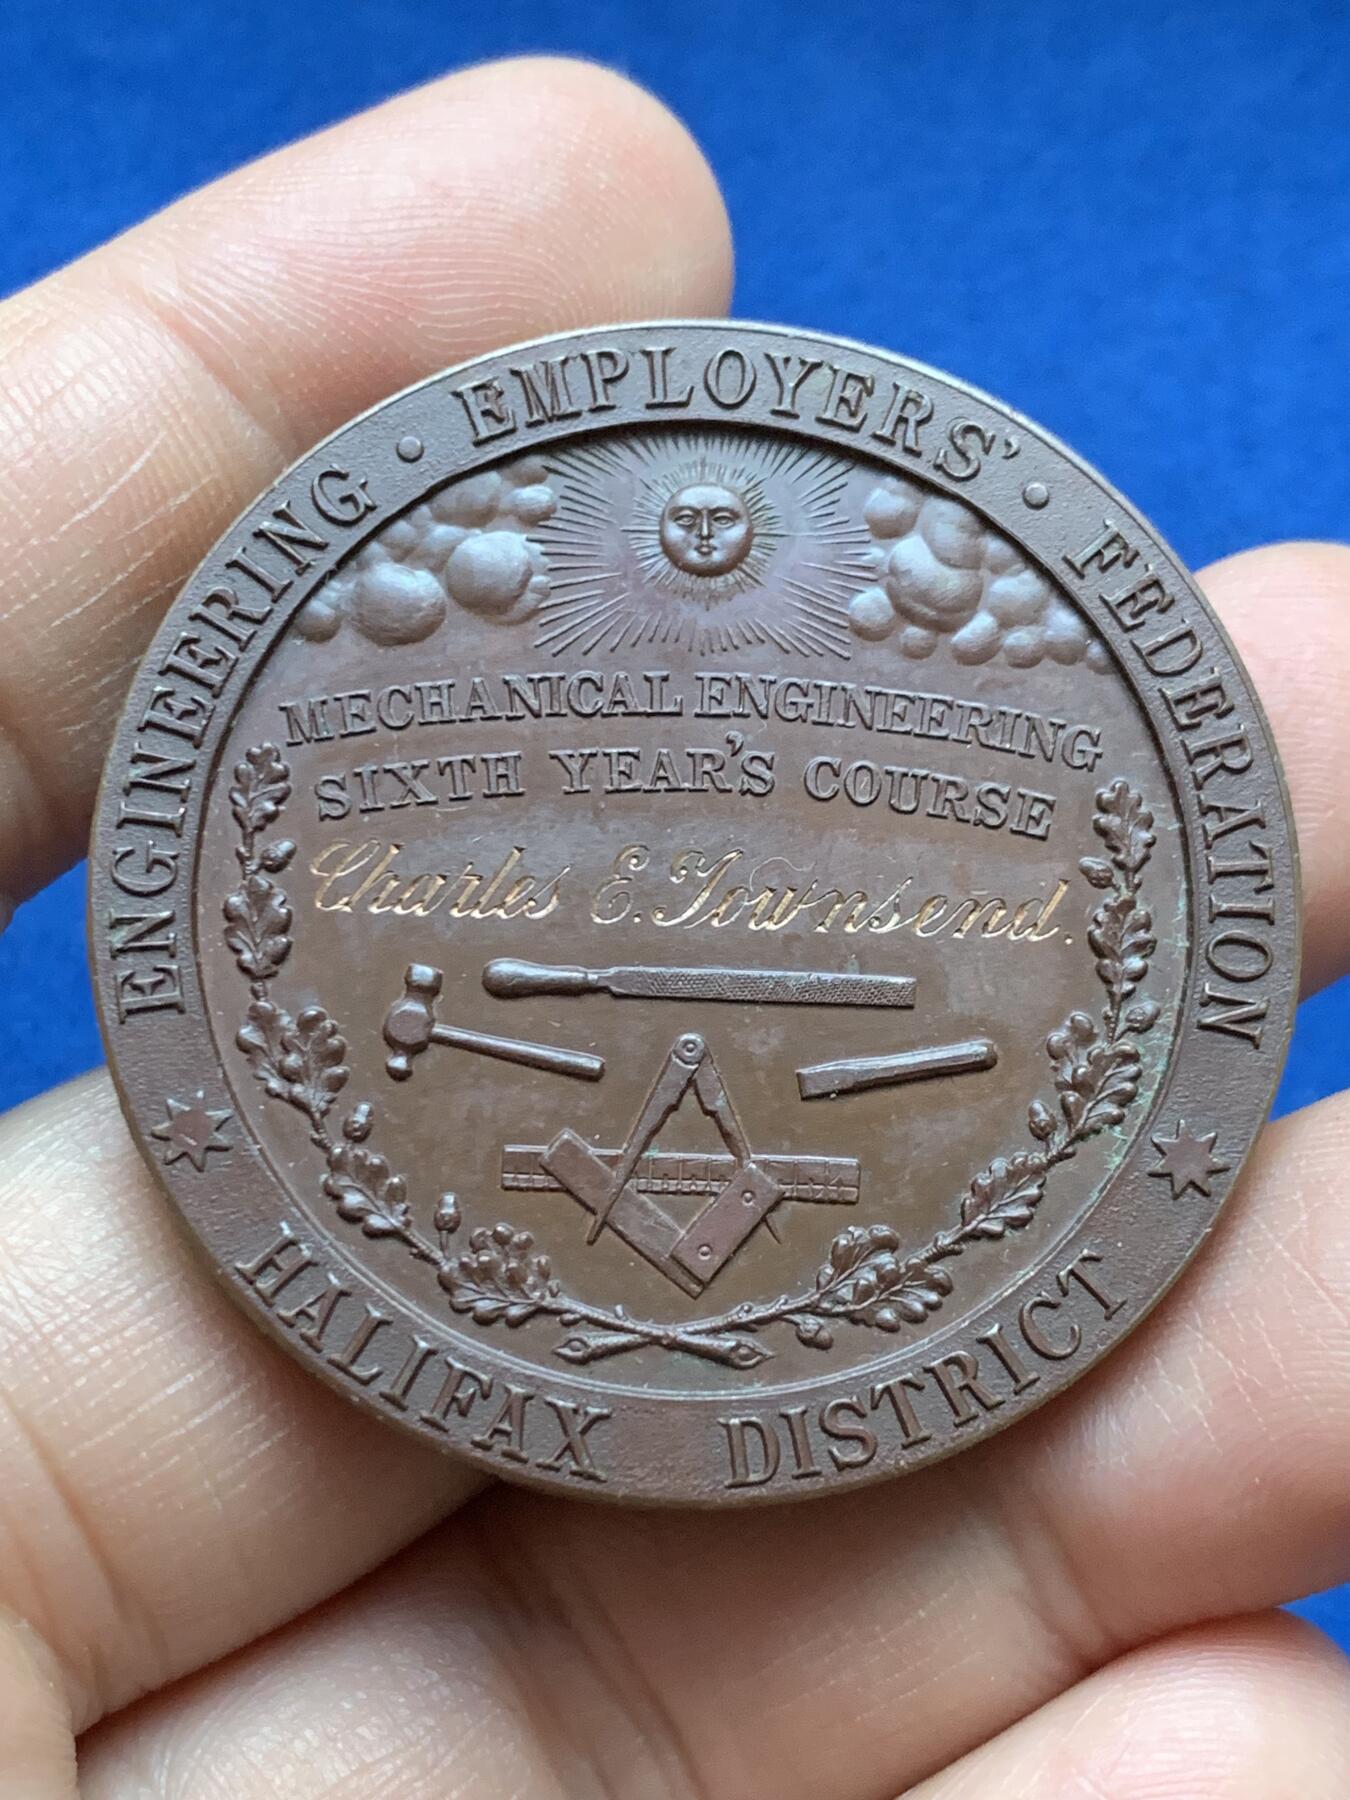 ENGINEERING · EMPLOYERS' · FEDERATION
MECHANICAL ENGINEERING
SIXTH YEAR'S COURSE
Charles E. Townsend.
HALIFAX DISTRICT